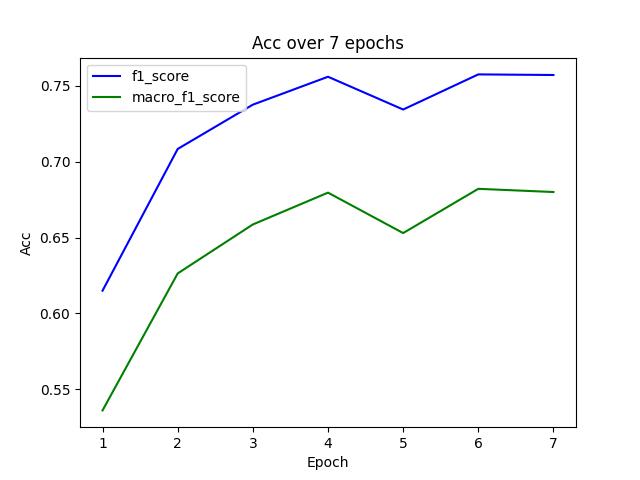 Acc over 7 epochs
f1_score
macro_f1_score
0.75
0.70
0.65
0.60
0.55
Acc
1 2 3 4 5 6 7
Epoch